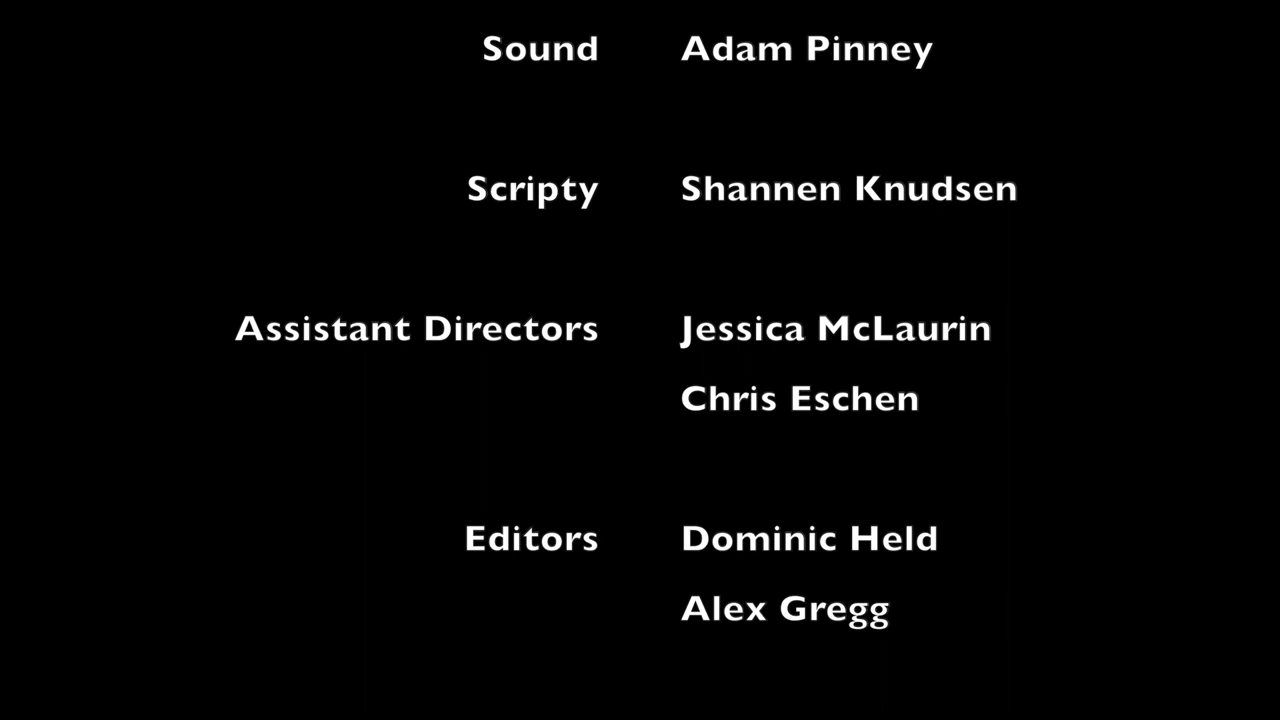 Sound Adam Pinney
Scripty Shannen Knudsen
Assistant Directors Jessica McLaurin
Chris Eschen
Editors Dominic Held
Alex Gregg